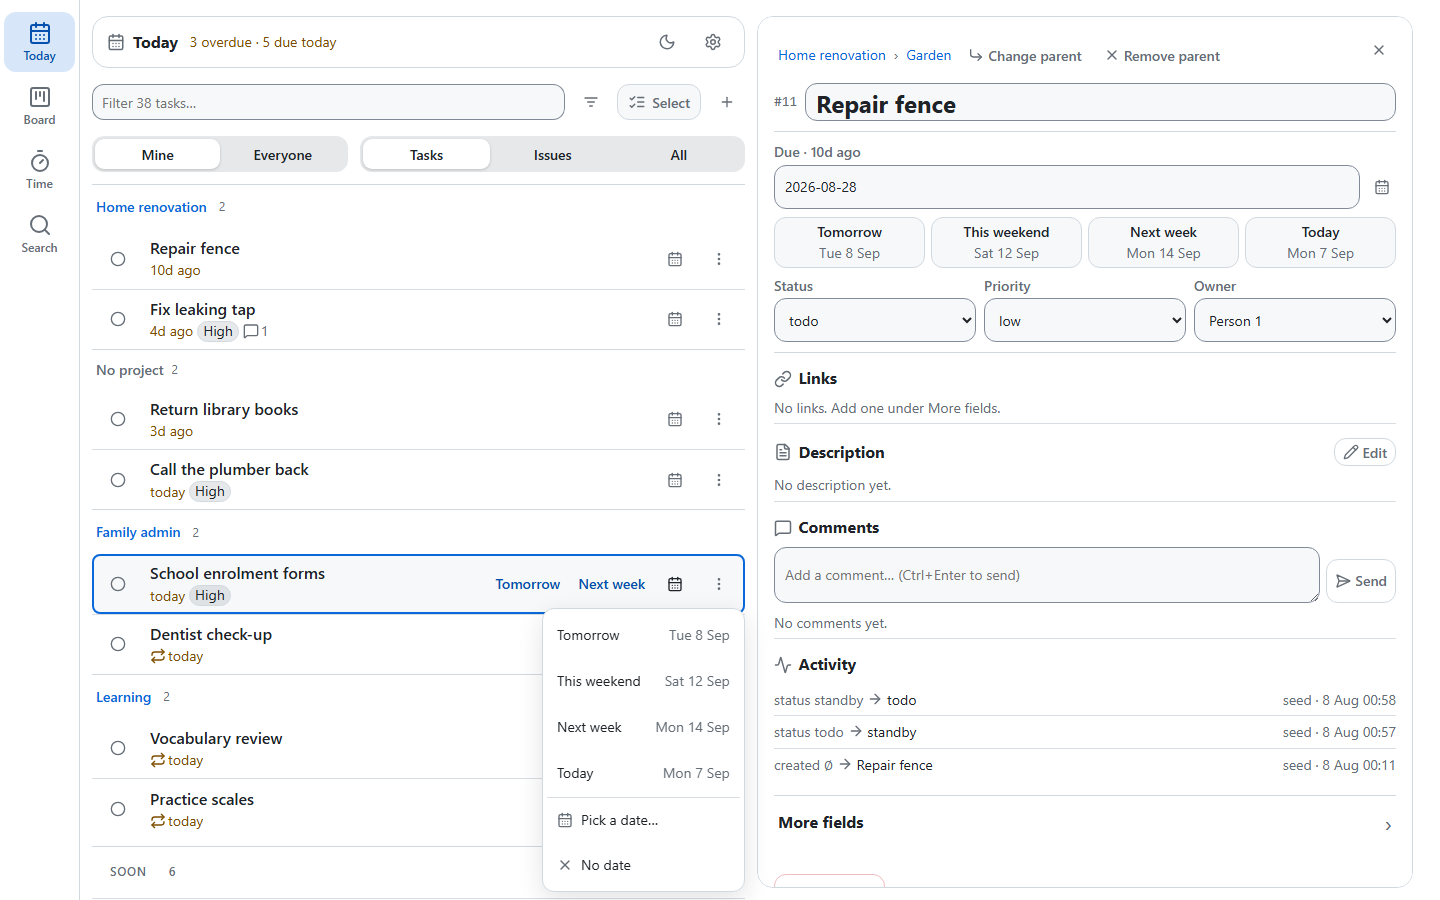 Today
Board
Time
Search
Today 3 overdue · 5 due today
Filter 38 tasks...
Select
Mine Everyone Tasks Issues All
Home renovation 2
Repair fence
10d ago
Fix leaking tap
4d ago High 1
No project 2
Return library books
3d ago
Call the plumber back
today High
Family admin 2
School enrolment forms
today High
Tomorrow Next week
Dentist check-up
today
Learning 2
Vocabulary review
today
Practice scales
today
SOON 6
Tomorrow Tue 8 Sep
This weekend Sat 12 Sep
Next week Mon 14 Sep
Today Mon 7 Sep
Pick a date...
No date
Home renovation › Garden Change parent Remove parent
#11 Repair fence
Due · 10d ago
2026-08-28
Tomorrow This weekend Next week Today
Tue 8 Sep Sat 12 Sep Mon 14 Sep Mon 7 Sep
Status Priority Owner
todo low Person 1
Links
No links. Add one under More fields.
Description Edit
No description yet.
Comments
Add a comment... (Ctrl+Enter to send)
Send
No comments yet.
Activity
status standby → todo seed · 8 Aug 00:58
status todo → standby seed · 8 Aug 00:57
created ∅ → Repair fence seed · 8 Aug 00:11
More fields